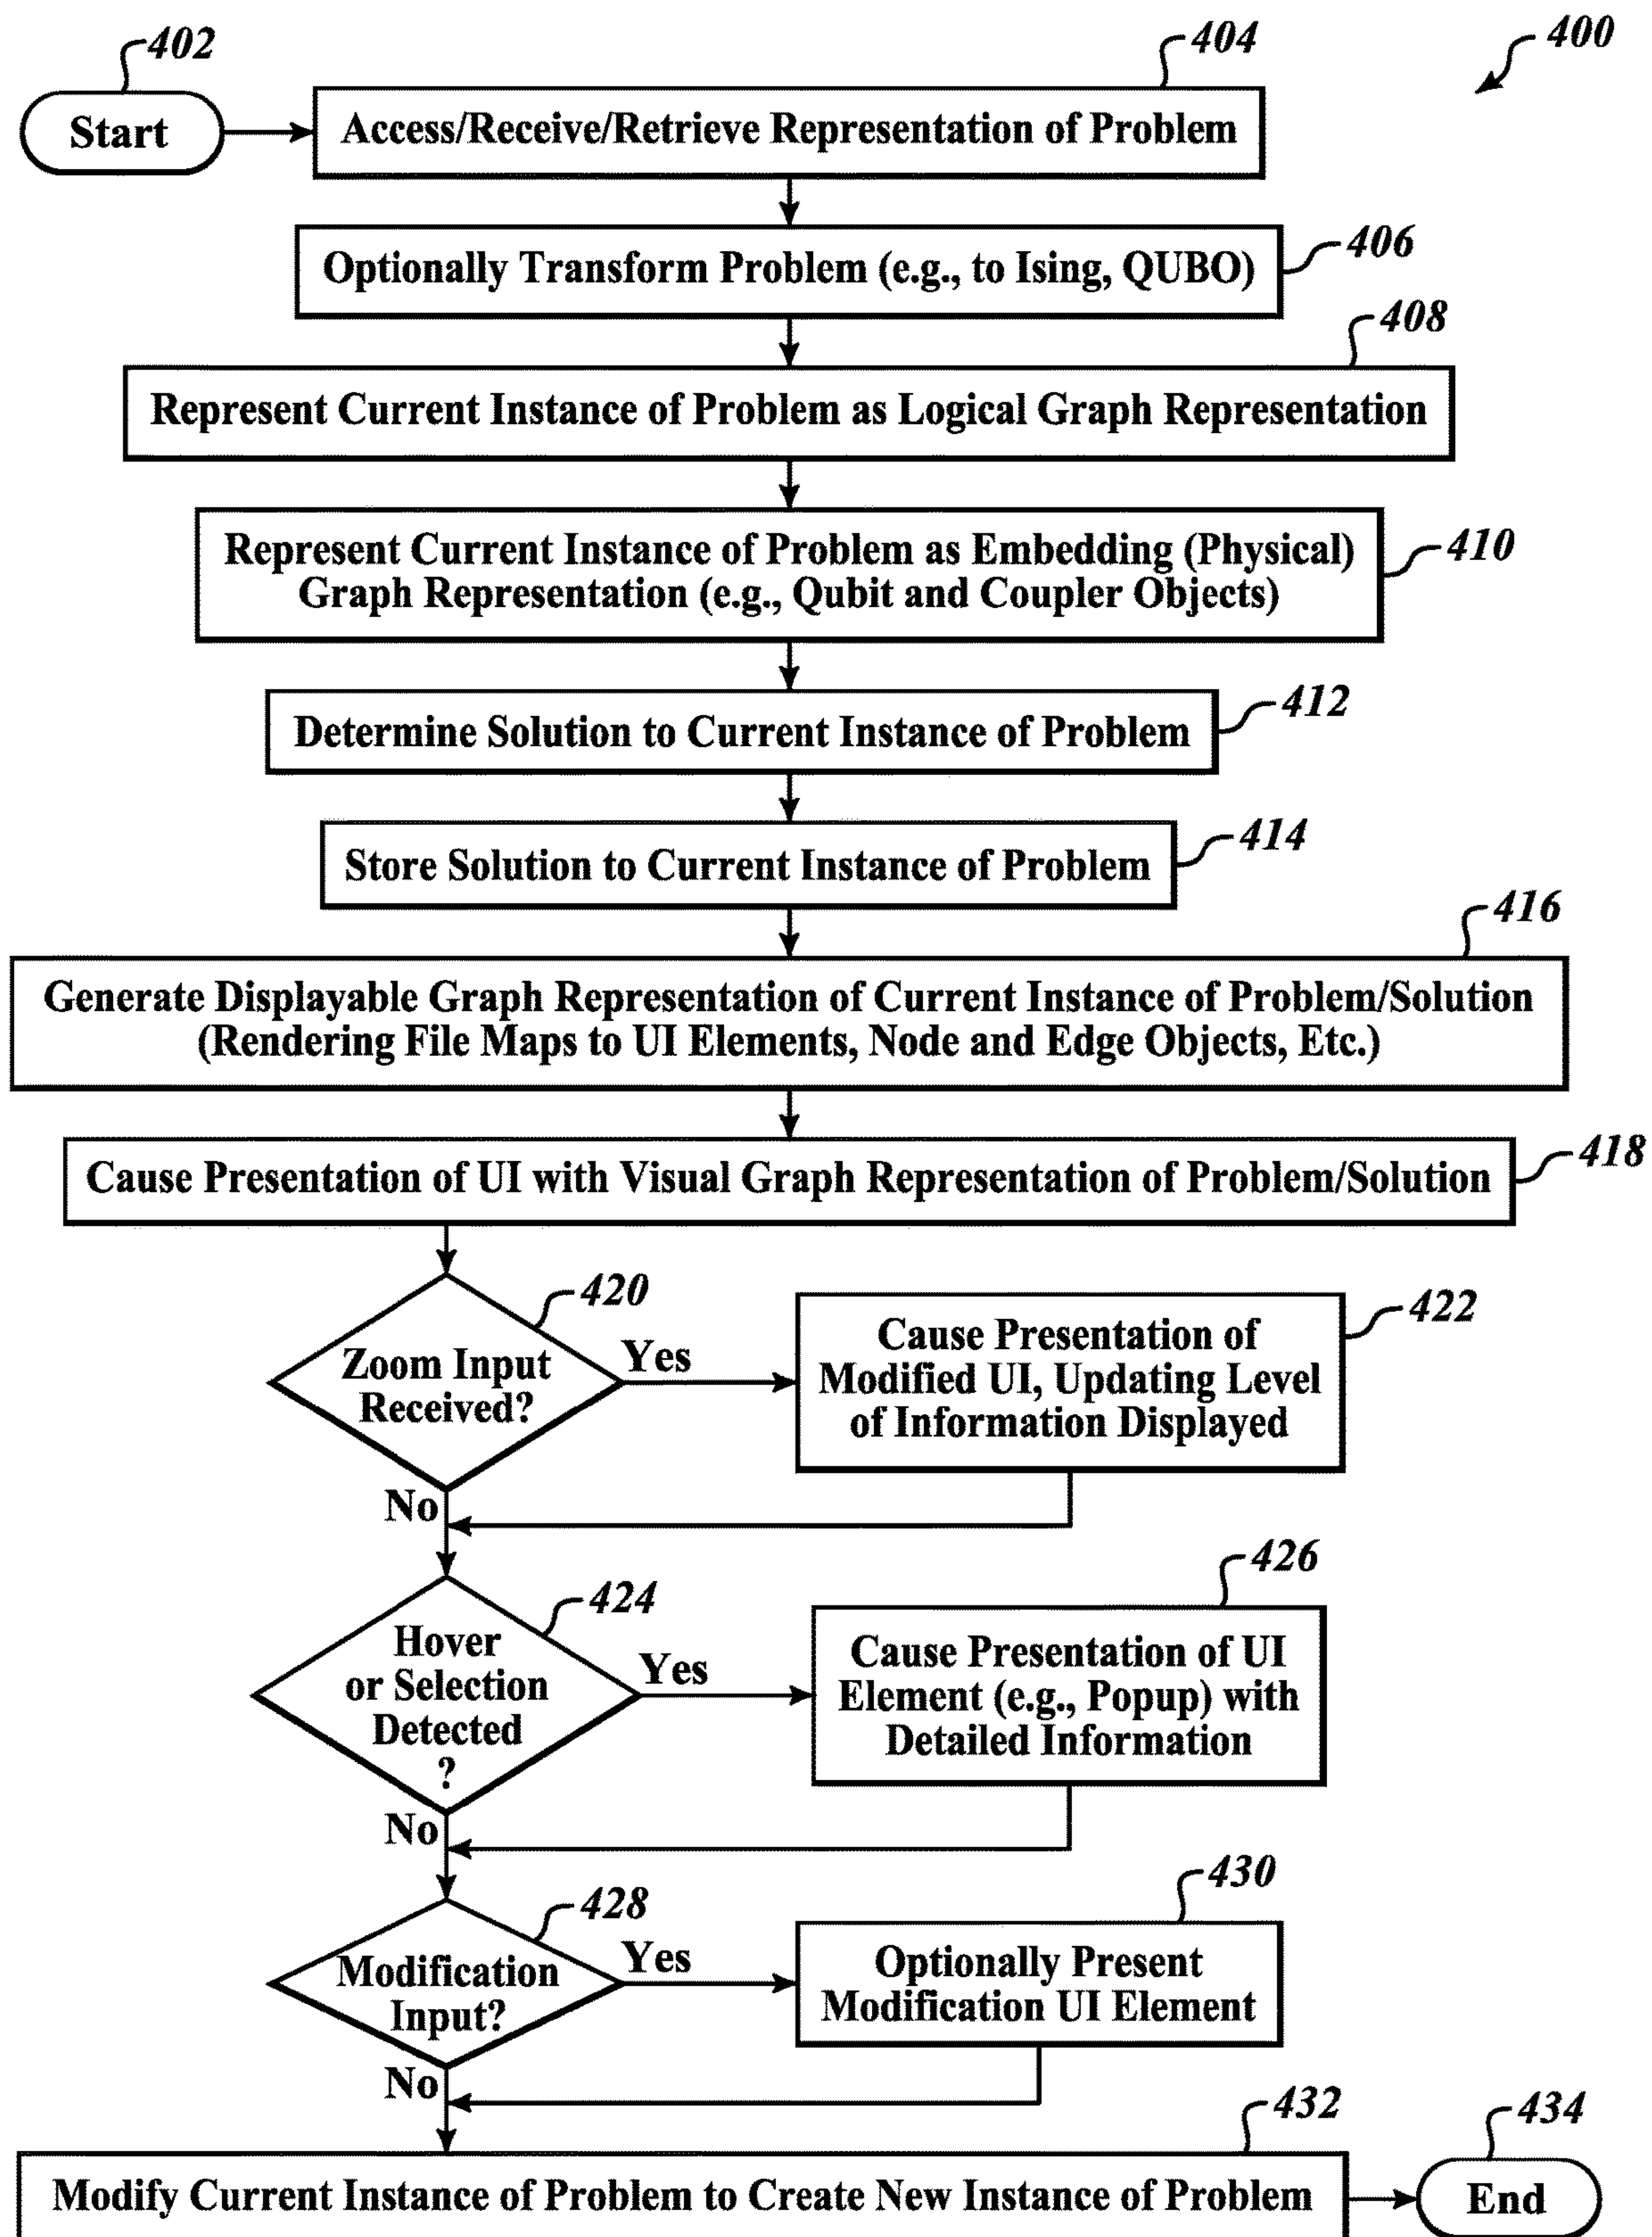 402
404
400
Start
Access/Receive/Retrieve Representation of Problem
Optionally Transform Problem (e.g., to Ising, QUBO)
406
408
Represent Current Instance of Problem as Logical Graph Representation
Represent Current Instance of Problem as Embedding (Physical)
Graph Representation (e.g., Qubit and Coupler Objects)
410
Determine Solution to Current Instance of Problem
412
Store Solution to Current Instance of Problem
414
416
Generate Displayable Graph Representation of Current Instance of Problem/Solution
(Rendering File Maps to UI Elements, Node and Edge Objects, Etc.)
Cause Presentation of UI with Visual Graph Representation of Problem/Solution
418
420
Zoom Input
Received?
Yes
Cause Presentation of
Modified UI, Updating Level
of Information Displayed
422
No
424
Hover
or Selection
Detected
?
Yes
426
Cause Presentation of UI
Element (e.g., Popup) with
Detailed Information
No
428
Modification
Input?
Yes
430
Optionally Present
Modification UI Element
No
432
434
Modify Current Instance of Problem to Create New Instance of Problem
End